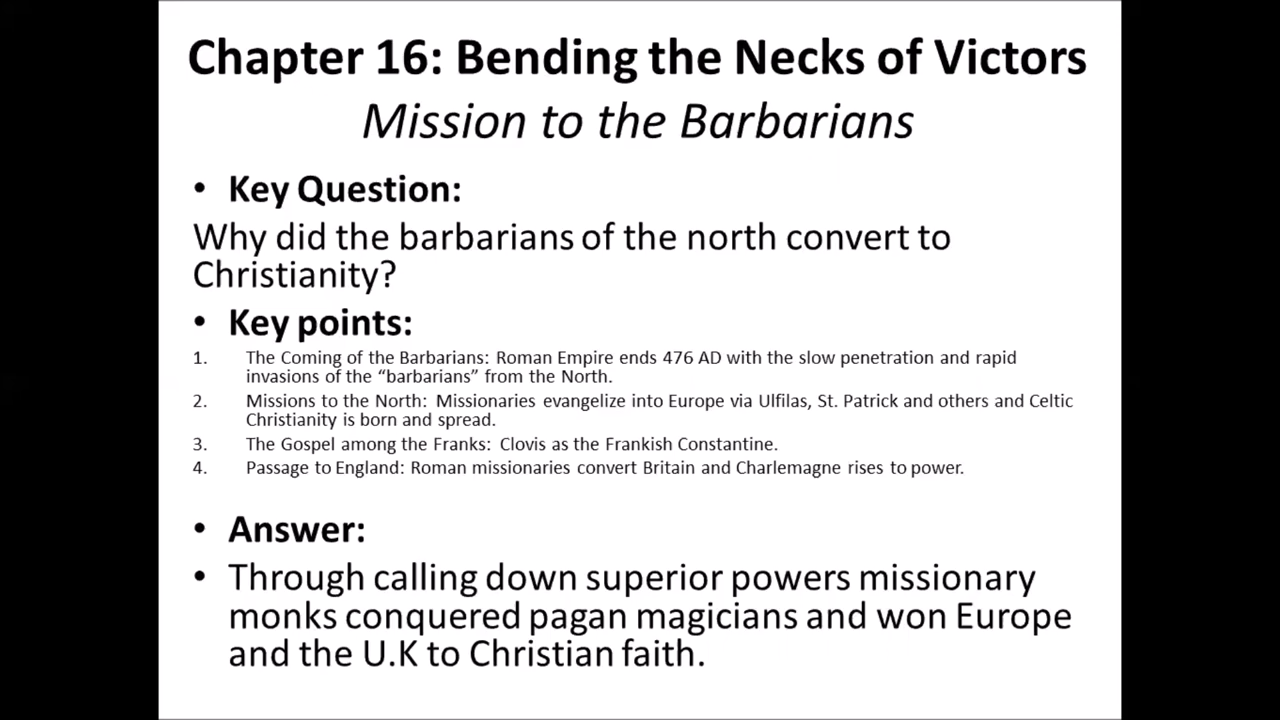 Chapter 16: Bending the Necks of Victors
Mission to the Barbarians
• Key Question:
Why did the barbarians of the north convert to
Christianity?
• Key points:
1. The Coming of the Barbarians: Roman Empire ends 476 AD with the slow penetration and rapid
invasions of the “barbarians” from the North.
2. Missions to the North: Missionaries evangelize into Europe via Ulfilas, St. Patrick and others and Celtic
Christianity is born and spread.
3. The Gospel among the Franks: Clovis as the Frankish Constantine.
4. Passage to England: Roman missionaries convert Britain and Charlemagne rises to power.
• Answer:
• Through calling down superior powers missionary
monks conquered pagan magicians and won Europe
and the U.K to Christian faith.